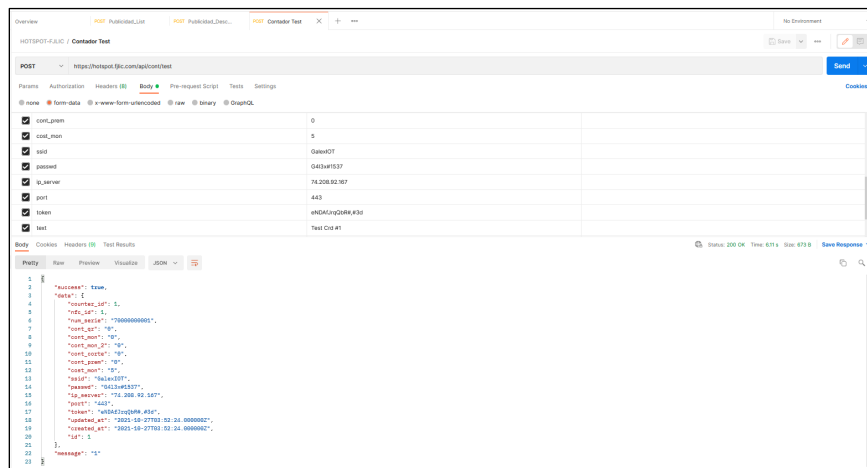 Overview POST Publicidad_List POST Publicidad_Desc... POST Contador Test No Environment
HOTSPOT-FJLIC / Contador Test Save
POST https://hotspot.fjlic.com/api/cont/test Send
Params Authorization Headers (8) Body Pre-request Script Tests Settings Cookies
none form-data x-www-form-urlencoded raw binary GraphQL
cont_prem 0
cost_mon 5
ssid GalexIOT
passwd G4l3x#1537
ip_server 74.208.92.167
port 443
token
text Test Crd #1
Body Cookies Headers (9) Test Results Status: 200 OK Time: 6.11 s Size: 673 B Save Response
Pretty Raw Preview Visualize JSON
1 {
2 "success": true,
3 "data": {
4 "counter_id": 1,
5 "nfc_id": 1,
6 "num_serie": "70000000001",
7 "cont_qr": "0",
8 "cont_mon": "0",
9 "cont_mon_2": "0",
10 "cont_corte": "0",
11 "cont_prem": "0",
12 "cost_mon": "5",
13 "ssid": "GalexIOT",
14 "passwd": "G4l3x#1537",
15 "ip_server": "74.208.92.167",
16 "port": "443",
17 "token":
18 "updated_at": "2021-10-27T03:52:24.000000Z",
19 "created_at": "2021-10-27T03:52:24.000000Z",
20 "id": 1
21 },
22 "message": "1"
23 }